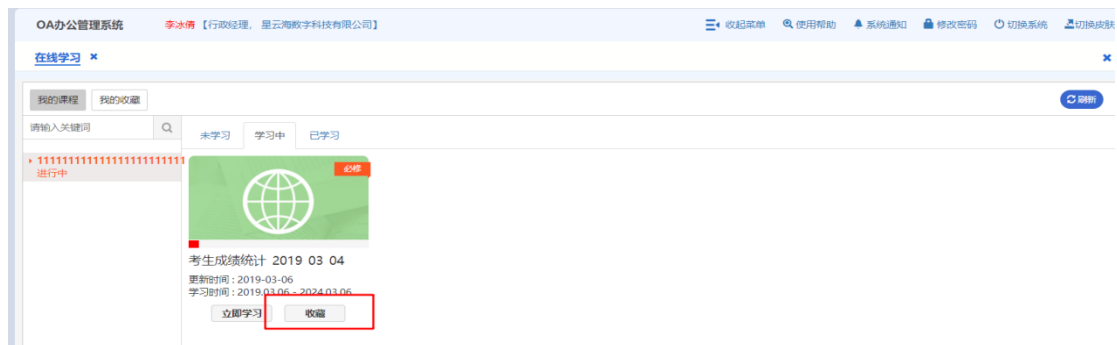 OA办公管理系统 李冰倩【行政经理, 星云海数字科技有限公司】 收起菜单 使用帮助 系统通知 修改密码 切换系统 切换皮肤
在线学习
我的课程 我的收藏 刷新
请输入关键词
未学习 学习中 已学习
1111111111111111111111111
进行中
必修
考生成绩统计 2019 03 04
更新时间 : 2019-03-06
学习时间 : 2019.03.06 - 2024.03.06
立即学习 收藏